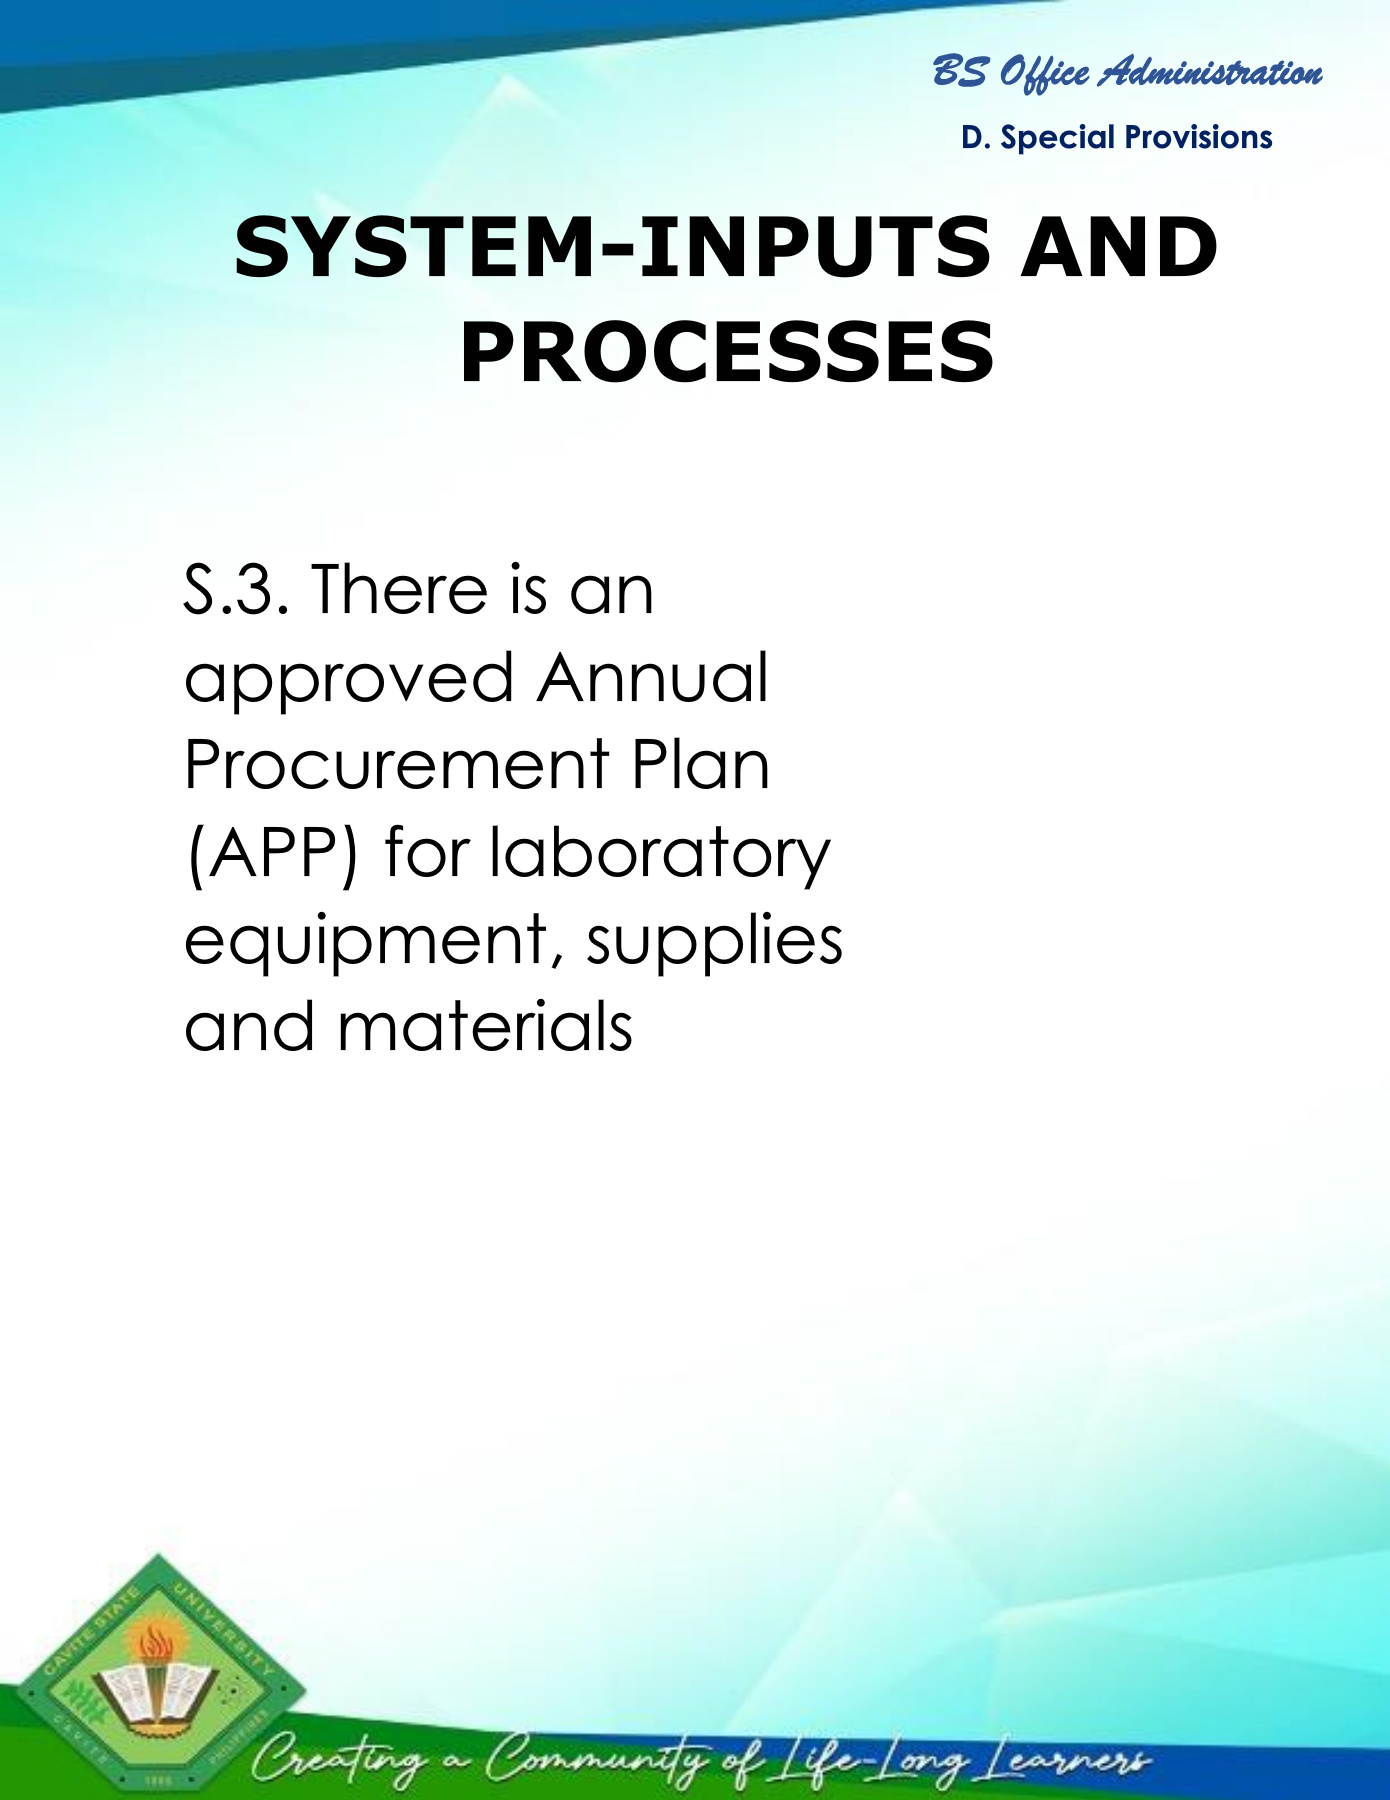 BS Office Administration
D. Special Provisions
SYSTEM-INPUTS AND
PROCESSES
S.3. There is an
approved Annual
Procurement Plan
(APP) for laboratory
equipment, supplies
and materials
CAVITE STATE UNIVERSITY
CAVITE PHILIPPINES
1906
Creating a Community of Life-Long Learners